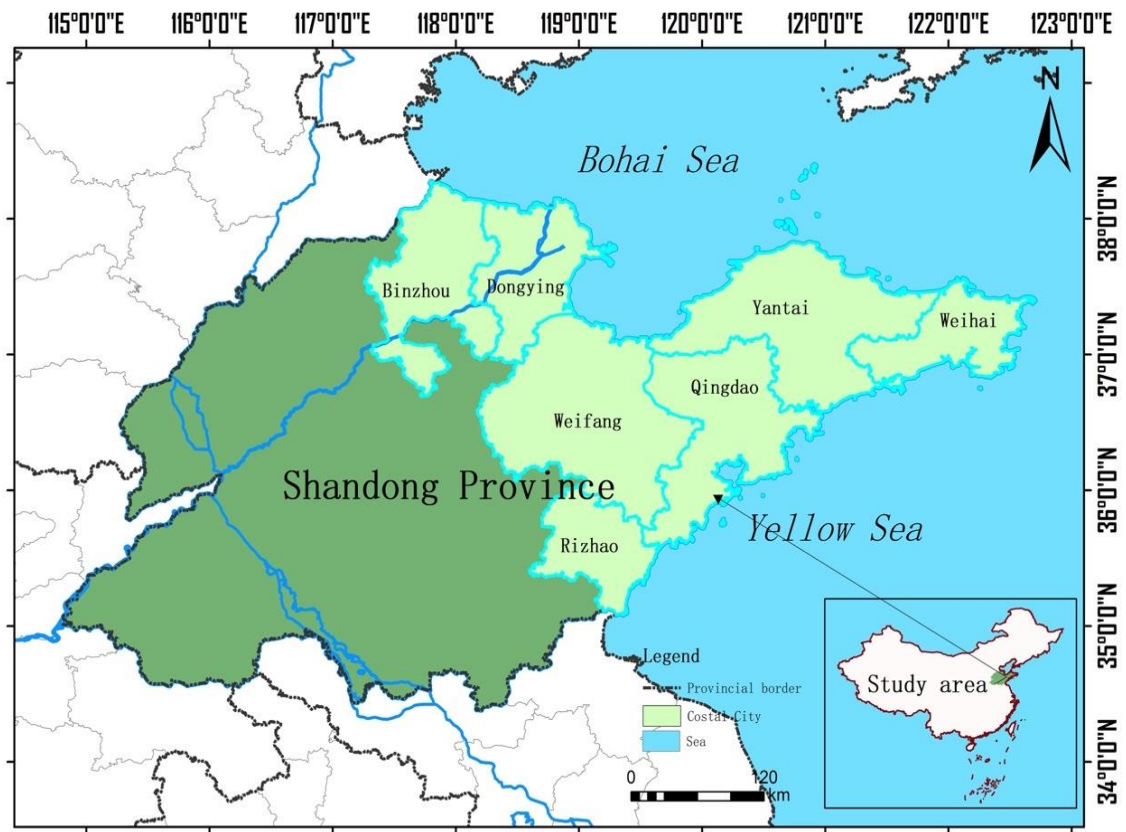 115°0'0"E 116°0'0"E 117°0'0"E 118°0'0"E 119°0'0"E 120°0'0"E 121°0'0"E 122°0'0"E 123°0'0"E
N
Bohai Sea
38°0'0"N
Binzhou
Dongying
Yantai
Weihai
37°0'0"N
Qingdao
Weifang
Shandong Province
36°0'0"N
Yellow Sea
Rizhao
35°0'0"N
Legend
Provincial border
Costal City
Sea
Study area
34°0'0"N
0 120
km